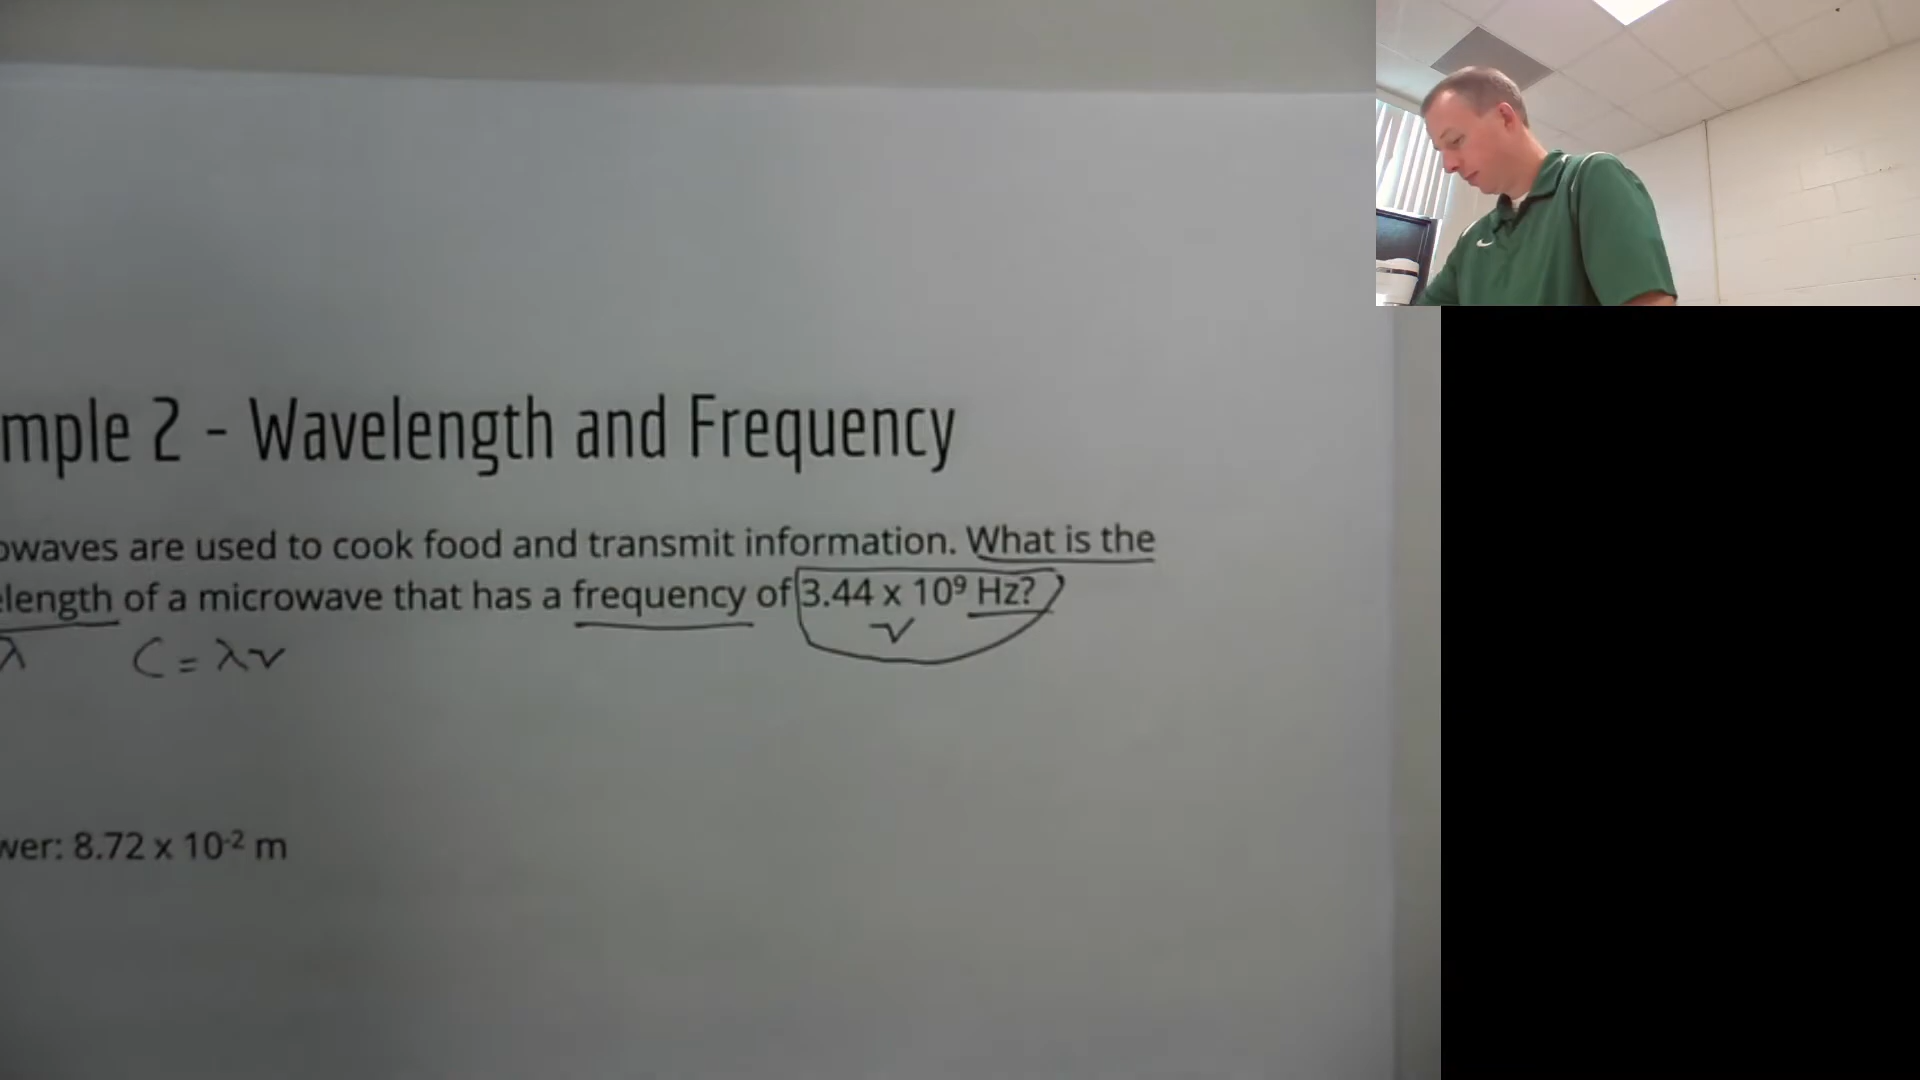 mple 2 - Wavelength and Frequency
owaves are used to cook food and transmit information. What is the
elength of a microwave that has a frequency of 3.44 x 10⁹ Hz?
ν
λ C = λν
wer: 8.72 x 10⁻² m